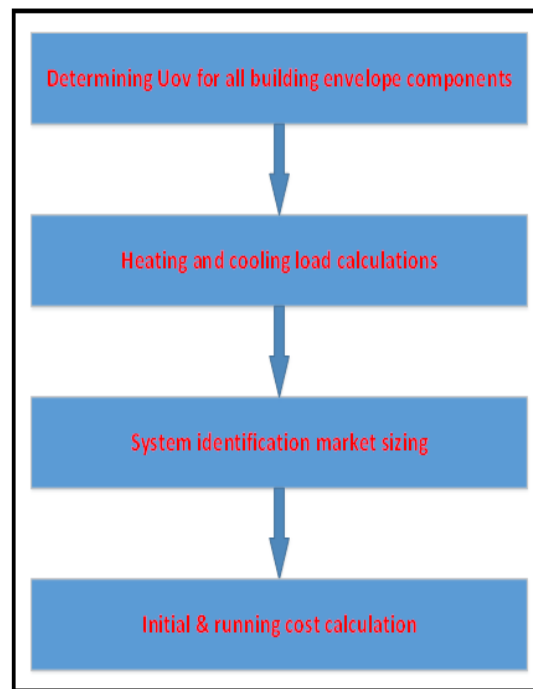 Determining Uov for all building envelope components
Heating and cooling load calculations
System identification market sizing
Initial & running cost calculation